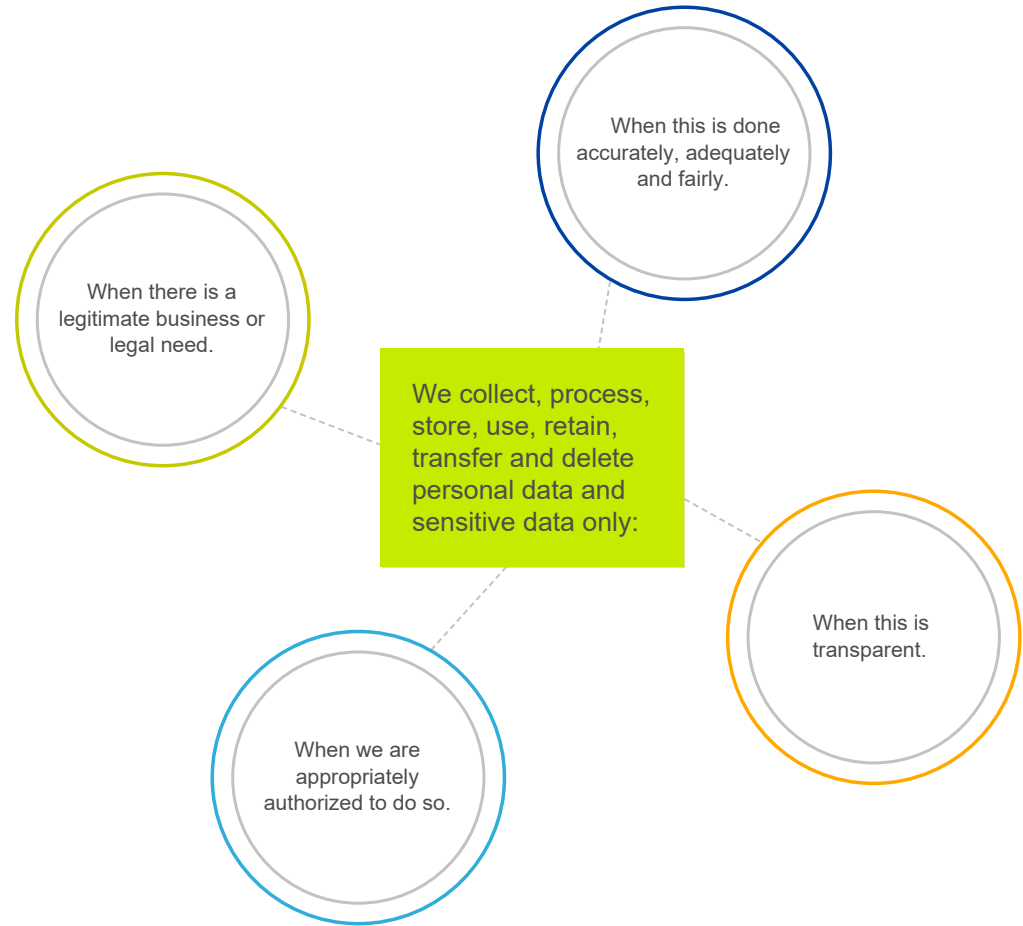 When this is done
accurately, adequately
and fairly.
When there is a
legitimate business or
legal need.
We collect, process,
store, use, retain,
transfer and delete
personal data and
sensitive data only:
When this is
transparent.
When we are
appropriately
authorized to do so.